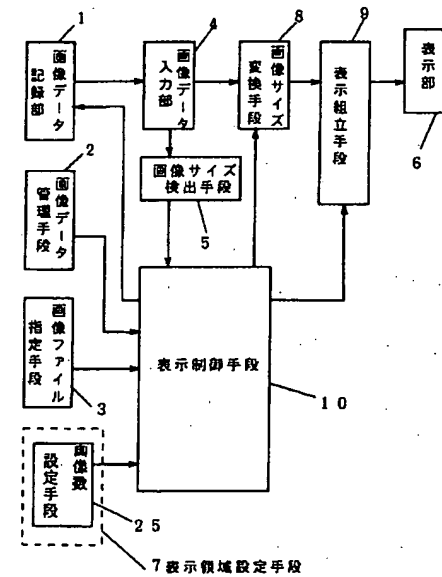 1
画像データ
記録部
4
画像データ
入力部
8
画像サイズ
変換手段
9
表示組立手段
表示部
6
2
画像データ
管理手段
画像サイズ
検出手段
5
画像ファイル
指定手段
3
表示制御手段
10
画像数
設定手段
25
7表示領域設定手段